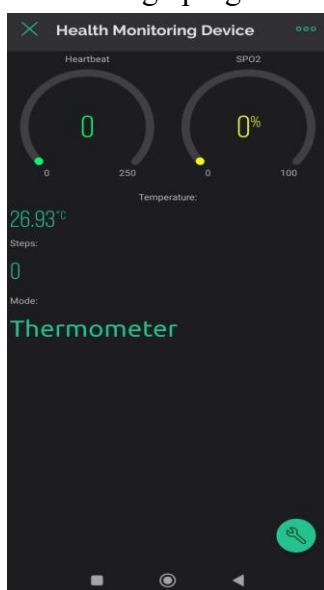 Health Monitoring Device
Heartbeat SPO2
0 0%
0 250 0 100
Temperature:
26.93°C
Steps:
0
Mode:
Thermometer